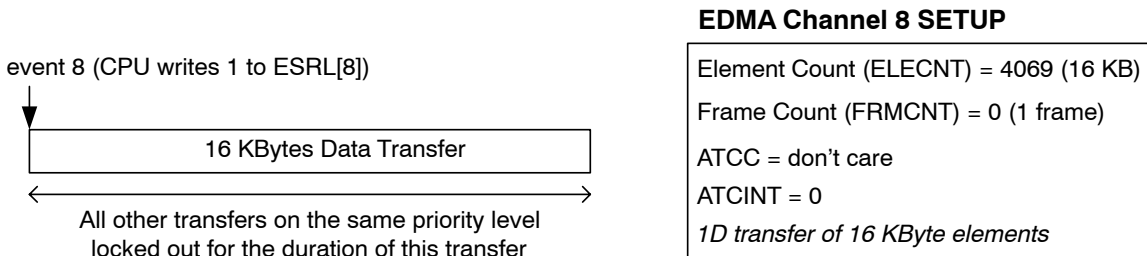 event 8 (CPU writes 1 to ESRL[8])
16 KBytes Data Transfer
All other transfers on the same priority level
locked out for the duration of this transfer
EDMA Channel 8 SETUP
Element Count (ELECNT) = 4069 (16 KB)
Frame Count (FRMCNT) = 0 (1 frame)
ATCC = don't care
ATCINT = 0
1D transfer of 16 KByte elements